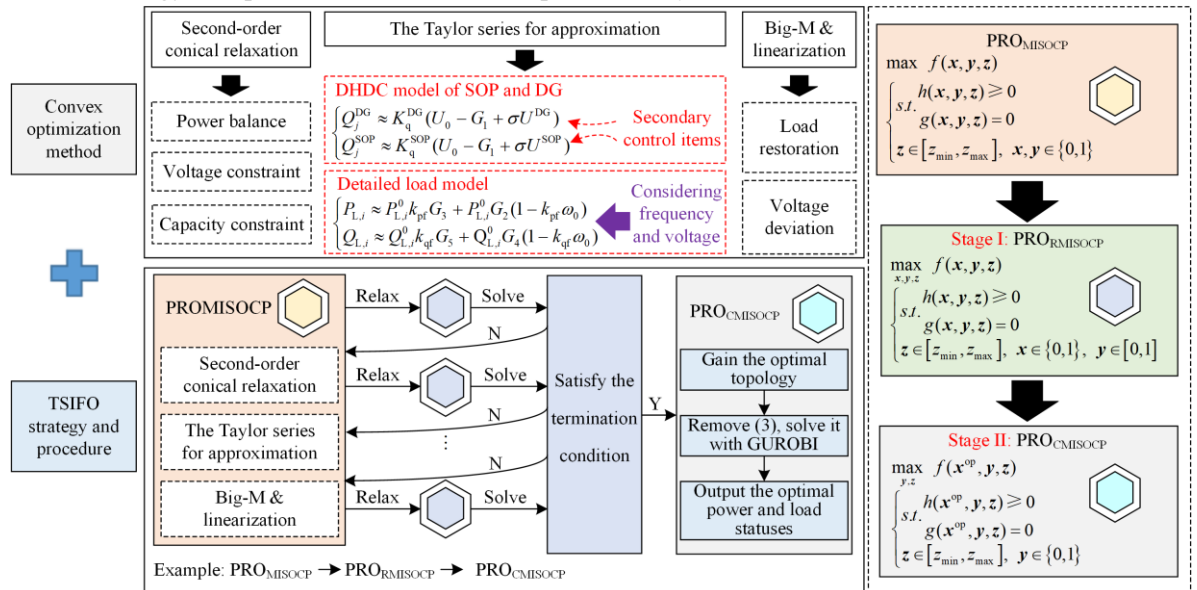 Convex
optimization
method
TSIFO
strategy and
procedure
Second-order
conical relaxation
Power balance
Voltage constraint
Capacity constraint
The Taylor series for approximation
DHDC model of SOP and DG
Q_j^DG ≈ K_q^DG (U_0 − G_1 + σU^DG)
Q_j^SOP ≈ K_q^SOP (U_0 − G_1 + σU^SOP)
Secondary
control items
Detailed load model
P_L,i ≈ P_L,i^0 k_pf G_3 + P_L,i^0 G_2 (1 − k_pf ω_0)
Q_L,i ≈ Q_L,i^0 k_qf G_5 + Q_L,i^0 G_4 (1 − k_qf ω_0)
Considering
frequency
and voltage
Big-M &
linearization
Load
restoration
Voltage
deviation
PROMISOCP
Second-order
conical relaxation
The Taylor series
for approximation
Big-M &
linearization
Relax
Solve
N
Relax
Solve
N
⋮
N
Relax
Solve
Satisfy the
termination
condition
Y
PRO_CMISOCP
Gain the optimal
topology
Remove (3), solve it
with GUROBI
Output the optimal
power and load
statuses
Example: PRO_MISOCP → PRO_RMISOCP → PRO_CMISOCP
PRO_MISOCP
max f(x, y, z)
s.t. h(x, y, z) ≥ 0
g(x, y, z) = 0
z ∈ [z_min, z_max], x, y ∈ {0,1}
Stage I: PRO_RMISOCP
max_x,y,z f(x, y, z)
s.t. h(x, y, z) ≥ 0
g(x, y, z) = 0
z ∈ [z_min, z_max], x ∈ {0,1}, y ∈ [0,1]
Stage II: PRO_CMISOCP
max_y,z f(x^op, y, z)
s.t. h(x^op, y, z) ≥ 0
g(x^op, y, z) = 0
z ∈ [z_min, z_max], y ∈ {0,1}